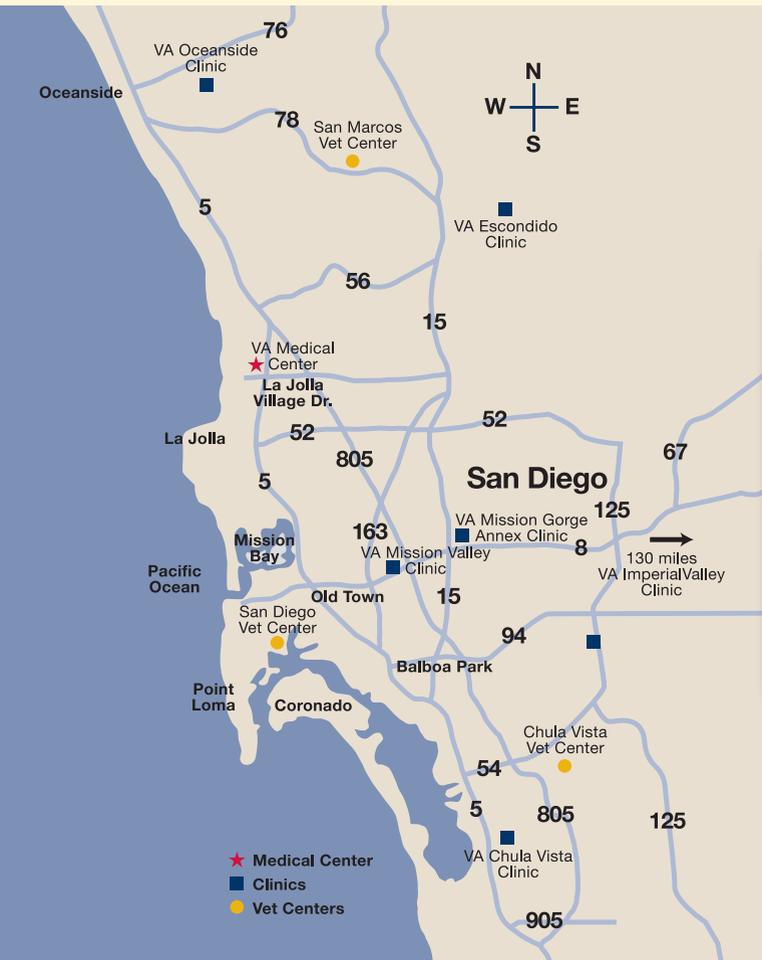 76
VA Oceanside
Clinic
Oceanside
N
W E
S
78
San Marcos
Vet Center
5
VA Escondido
Clinic
56
15
VA Medical
Center
La Jolla
Village Dr.
52
52
La Jolla
805
67
5
San Diego
125
163
VA Mission Gorge
Annex Clinic
8
Mission
Bay
VA Mission Valley
Clinic
130 miles
VA ImperialValley
Clinic
Pacific
Ocean
Old Town
15
San Diego
Vet Center
94
Balboa Park
Point
Loma
Coronado
Chula Vista
Vet Center
54
5
805
125
VA Chula Vista
Clinic
Medical Center
Clinics
Vet Centers
905